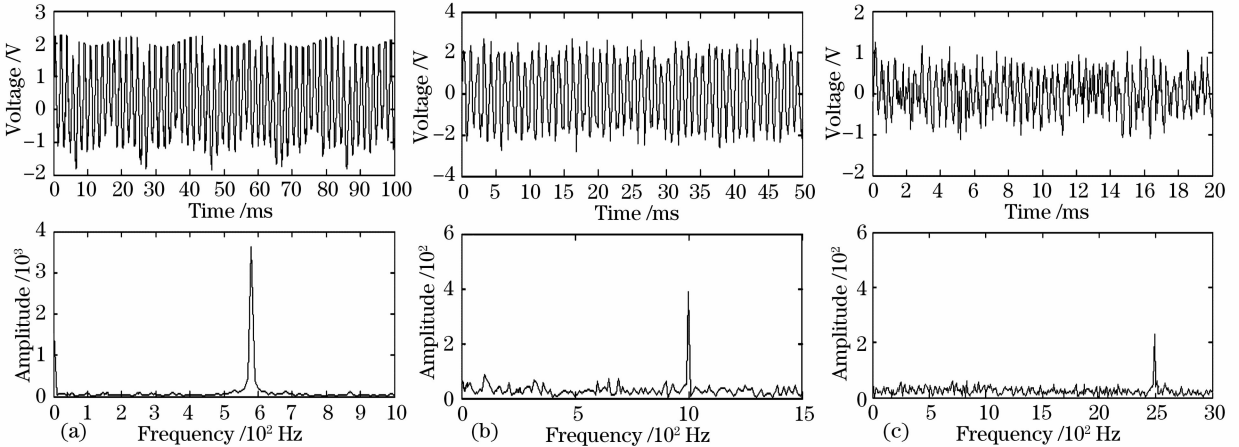 3
2
1
0
−1
−2
Voltage /V
0 10 20 30 40 50 60 70 80 90 100
Time /ms
4
2
0
−2
−4
Voltage /V
0 5 10 15 20 25 30 35 40 45 50
Time /ms
2
1
0
−1
−2
Voltage /V
0 2 4 6 8 10 12 14 16 18 20
Time /ms
4
3
2
1
0
Amplitude /10³
0 1 2 3 4 5 6 7 8 9 10
(a) Frequency /10² Hz
6
4
2
0
Amplitude /10²
0 5 10 15
(b) Frequency /10² Hz
6
4
2
0
Amplitude /10²
0 5 10 15 20 25 30
(c) Frequency /10² Hz